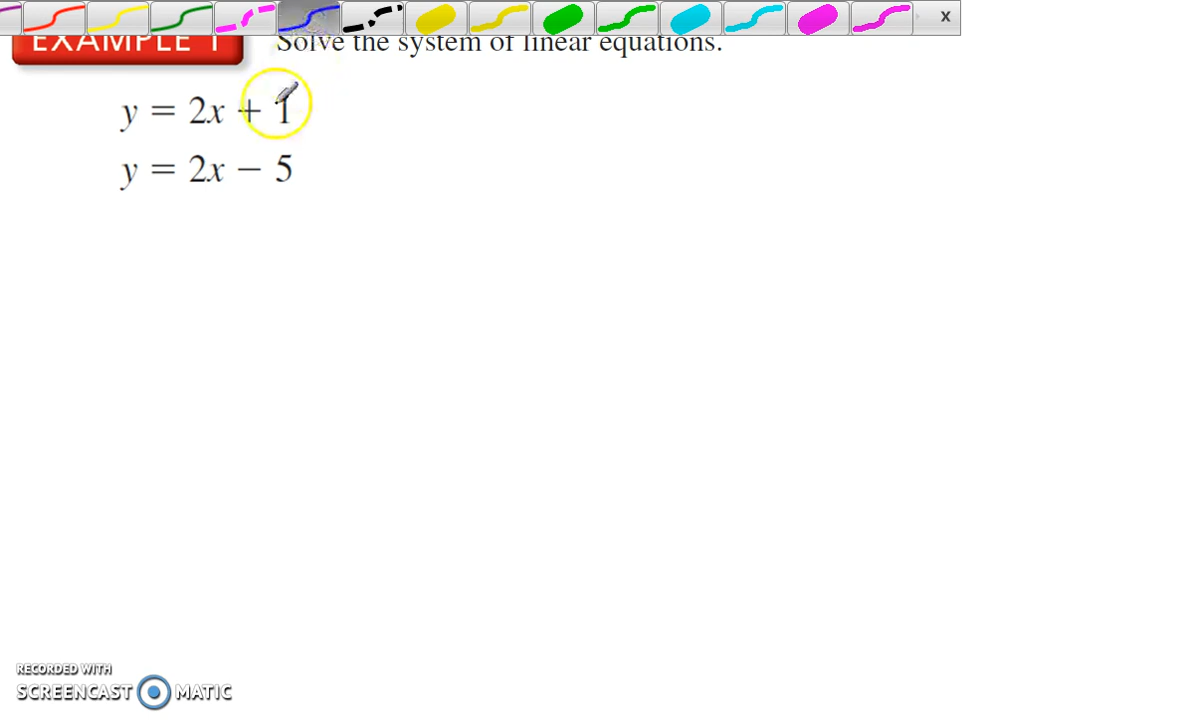 EXAMPLE 1 Solve the system of linear equations.
x
y = 2x + 1
y = 2x − 5
RECORDED WITH
SCREENCAST MATIC